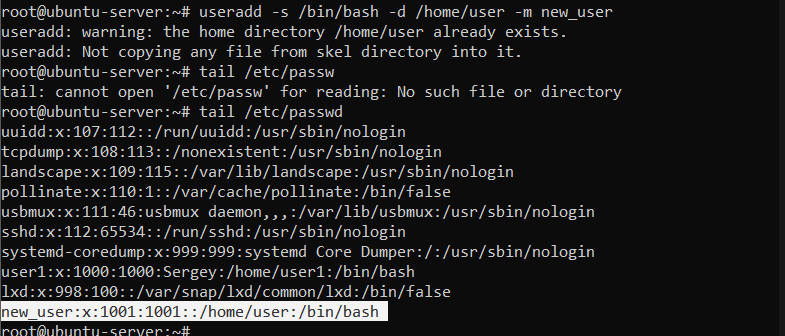 root@ubuntu-server:~# useradd -s /bin/bash -d /home/user -m new_user
useradd: warning: the home directory /home/user already exists.
useradd: Not copying any file from skel directory into it.
root@ubuntu-server:~# tail /etc/passw
tail: cannot open '/etc/passw' for reading: No such file or directory
root@ubuntu-server:~# tail /etc/passwd
uuidd:x:107:112::/run/uuidd:/usr/sbin/nologin
tcpdump:x:108:113::/nonexistent:/usr/sbin/nologin
landscape:x:109:115::/var/lib/landscape:/usr/sbin/nologin
pollinate:x:110:1::/var/cache/pollinate:/bin/false
usbmux:x:111:46:usbmux daemon,,,:/var/lib/usbmux:/usr/sbin/nologin
sshd:x:112:65534::/run/sshd:/usr/sbin/nologin
systemd-coredump:x:999:999:systemd Core Dumper:/:/usr/sbin/nologin
user1:x:1000:1000:Sergey:/home/user1:/bin/bash
lxd:x:998:100::/var/snap/lxd/common/lxd:/bin/false
new_user:x:1001:1001::/home/user:/bin/bash
root@ubuntu-server:~#